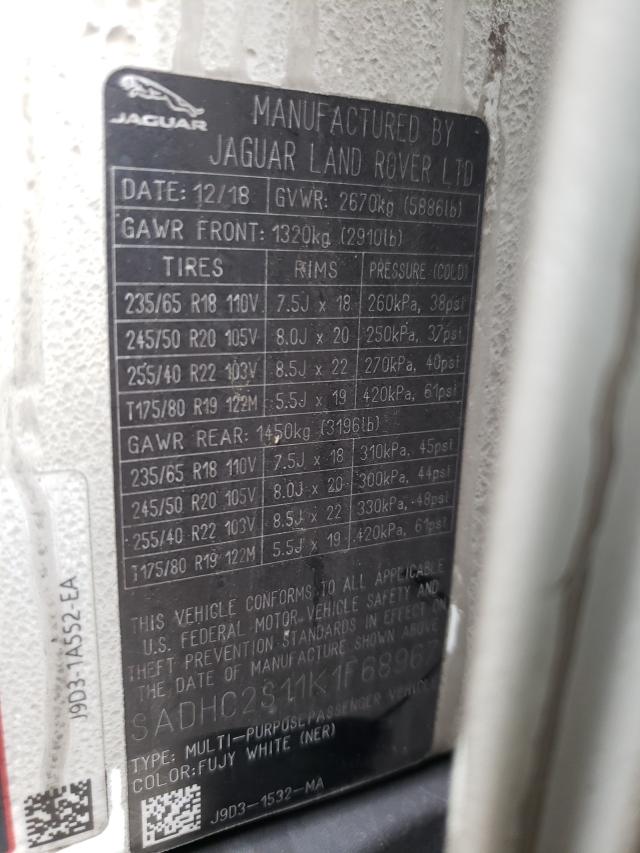 JAGUAR
MANUFACTURED BY
JAGUAR LAND ROVER LTD
DATE: 12/18 GVWR: 2670kg (5886lb)
GAWR FRONT: 1320kg (2910lb)
TIRES RIMS PRESSURE (COLD)
235/65 R18 110V 7.5J x 18 260kPa, 38psi
245/50 R20 105V 8.0J x 20 250kPa, 37psi
255/40 R22 103V 8.5J x 22 270kPa, 40psi
T175/80 R19 122M 5.5J x 19 420kPa, 61psi
GAWR REAR: 1450kg (3196lb)
235/65 R18 110V 7.5J x 18 310kPa, 45psi
245/50 R20 105V 8.0J x 20 300kPa, 44psi
255/40 R22 103V 8.5J x 22 330kPa, 48psi
T175/80 R19 122M 5.5J x 19 420kPa, 61psi
THIS VEHICLE CONFORMS TO ALL APPLICABLE
U.S. FEDERAL MOTOR VEHICLE SAFETY AND
THEFT PREVENTION STANDARDS IN EFFECT ON
THE DATE OF MANUFACTURE SHOWN ABOVE
SADHC2S11K1F68967
TYPE: MULTI-PURPOSE PASSENGER VEHICLE
COLOR: FUJY WHITE (NER)
J9D3-1532-MA
J9D3-1A552-EA